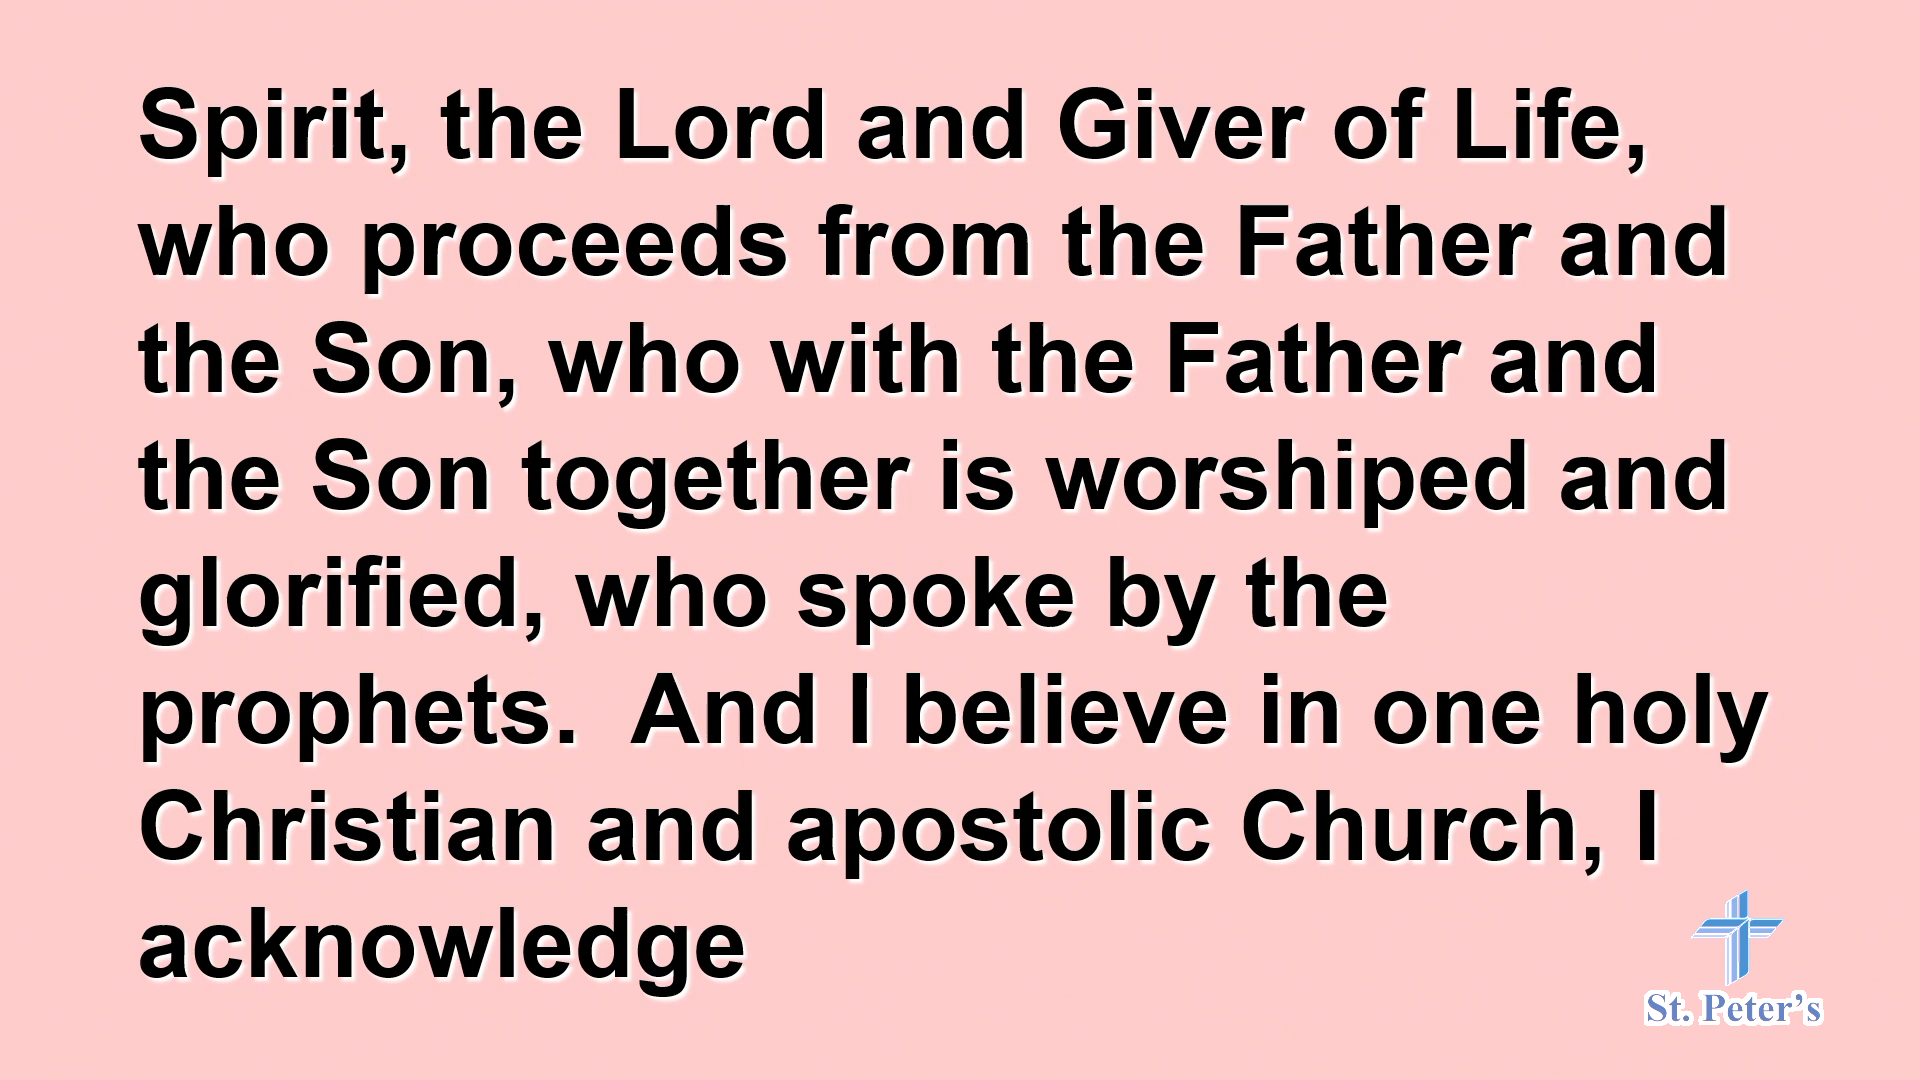 Spirit, the Lord and Giver of Life,
who proceeds from the Father and
the Son, who with the Father and
the Son together is worshiped and
glorified, who spoke by the
prophets.  And I believe in one holy
Christian and apostolic Church, I
acknowledge
St. Peter’s